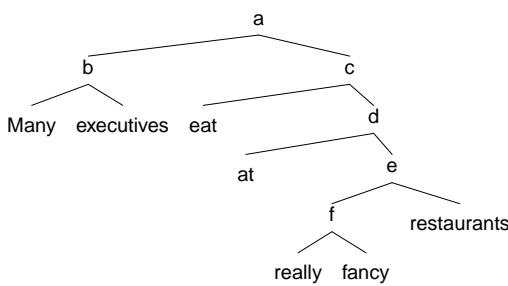 a
b c
Many executives eat d
at e
f restaurants
really fancy